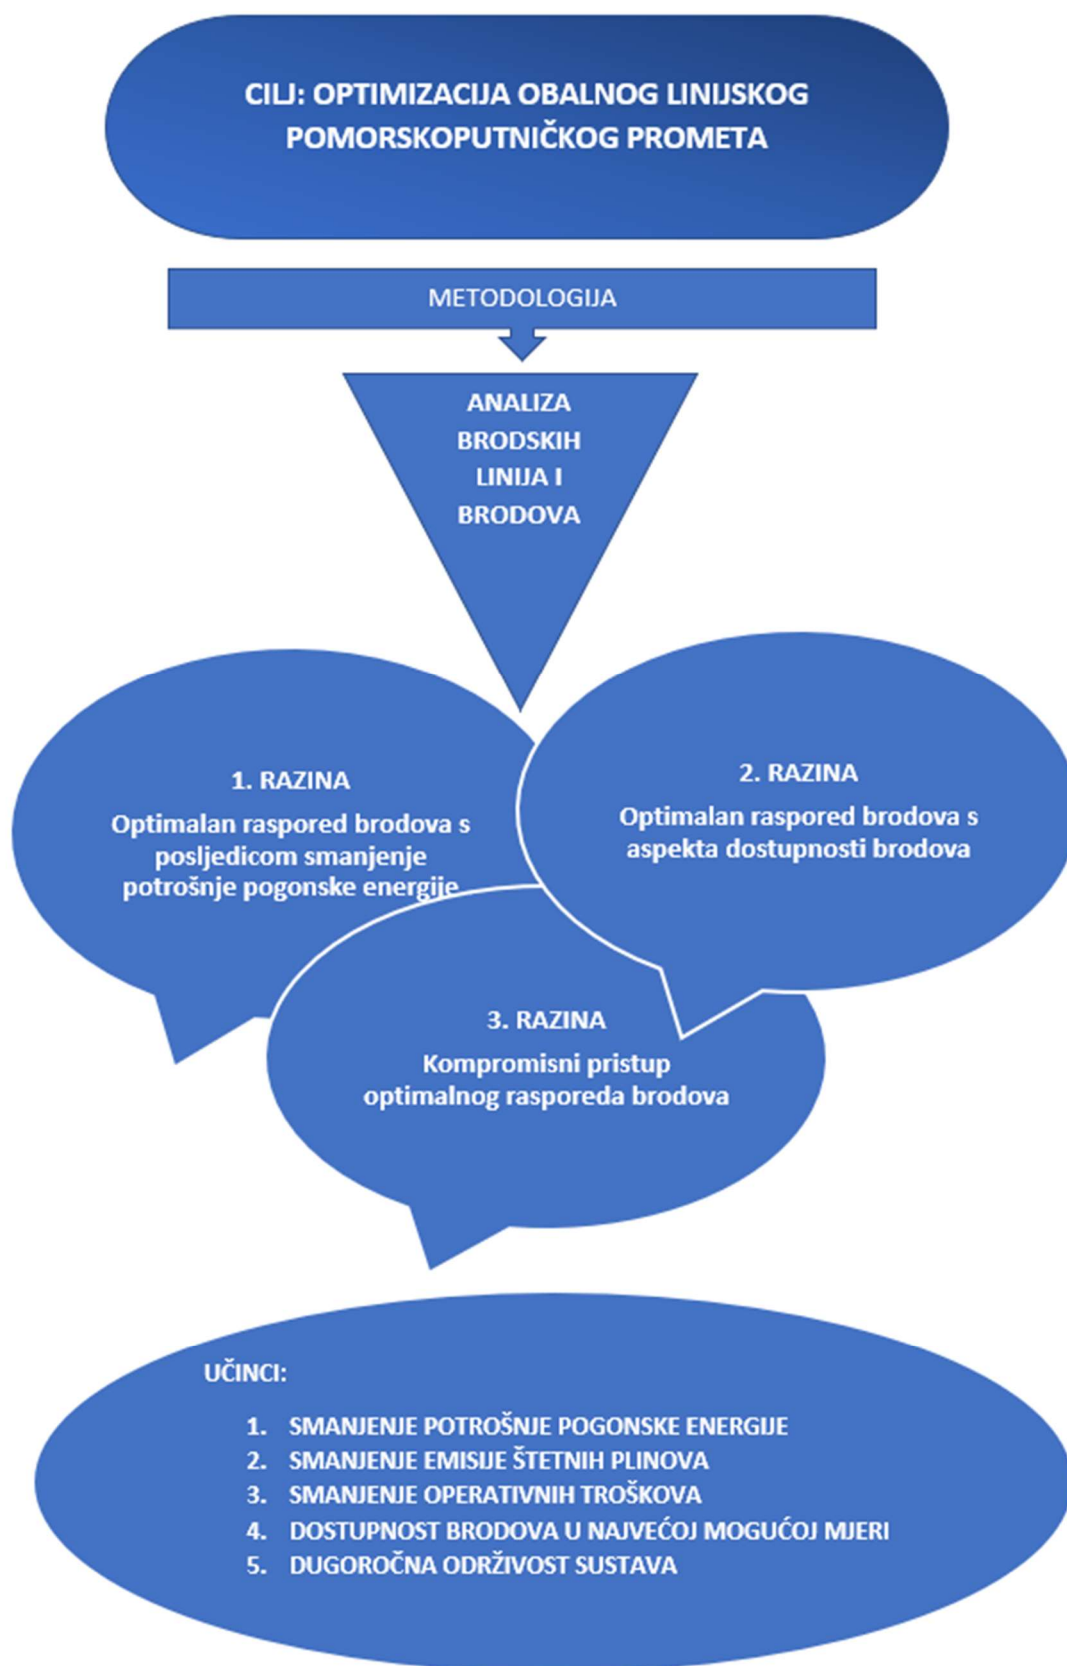 CILJ: OPTIMIZACIJA OBALNOG LINIJSKOG
POMORSKOPUTNIČKOG PROMETA
METODOLOGIJA
ANALIZA
BRODSKIH
LINIJA I
BRODOVA
1. RAZINA
Optimalan raspored brodova s
posljedicom smanjenje
potrošnje pogonske energije
2. RAZINA
Optimalan raspored brodova s
aspekta dostupnosti brodova
3. RAZINA
Kompromisni pristup
optimalnog rasporeda brodova
UČINCI:
1. SMANJENJE POTROŠNJE POGONSKE ENERGIJE
2. SMANJENJE EMISIJE ŠTETNIH PLINOVA
3. SMANJENJE OPERATIVNIH TROŠKOVA
4. DOSTUPNOST BRODOVA U NAJVEĆOJ MOGUĆOJ MJERI
5. DUGOROČNA ODRŽIVOST SUSTAVA